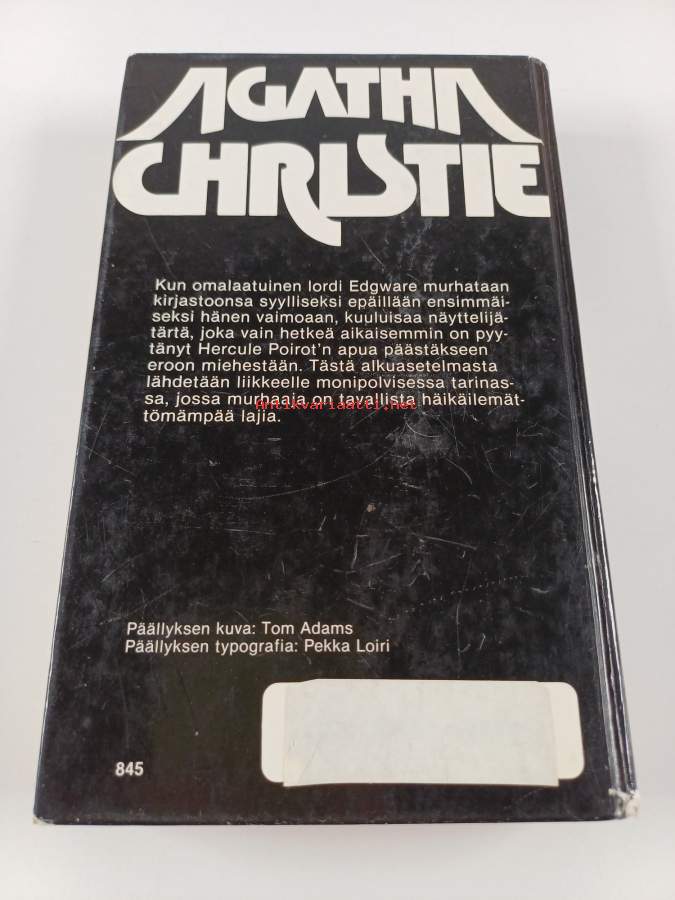 AGATHA
CHRISTIE
Kun omalaatuinen lordi Edgware murhataan
kirjastoonsa syylliseksi epäillään ensimmäi-
seksi hänen vaimoaan, kuuluisaa näyttelijä-
tärtä, joka vain hetkeä aikaisemmin on pyy-
tänyt Hercule Poirot'n apua päästäkseen
eroon miehestään. Tästä alkuasetelmasta
lähdetään liikkeelle monipolvisessa tarinas-
sa, jossa murhaaja on tavallista häikäilemät-
Antikvariaatti.net
tömämpää lajia.
Päällyksen kuva: Tom Adams
Päällyksen typografia: Pekka Loiri
845